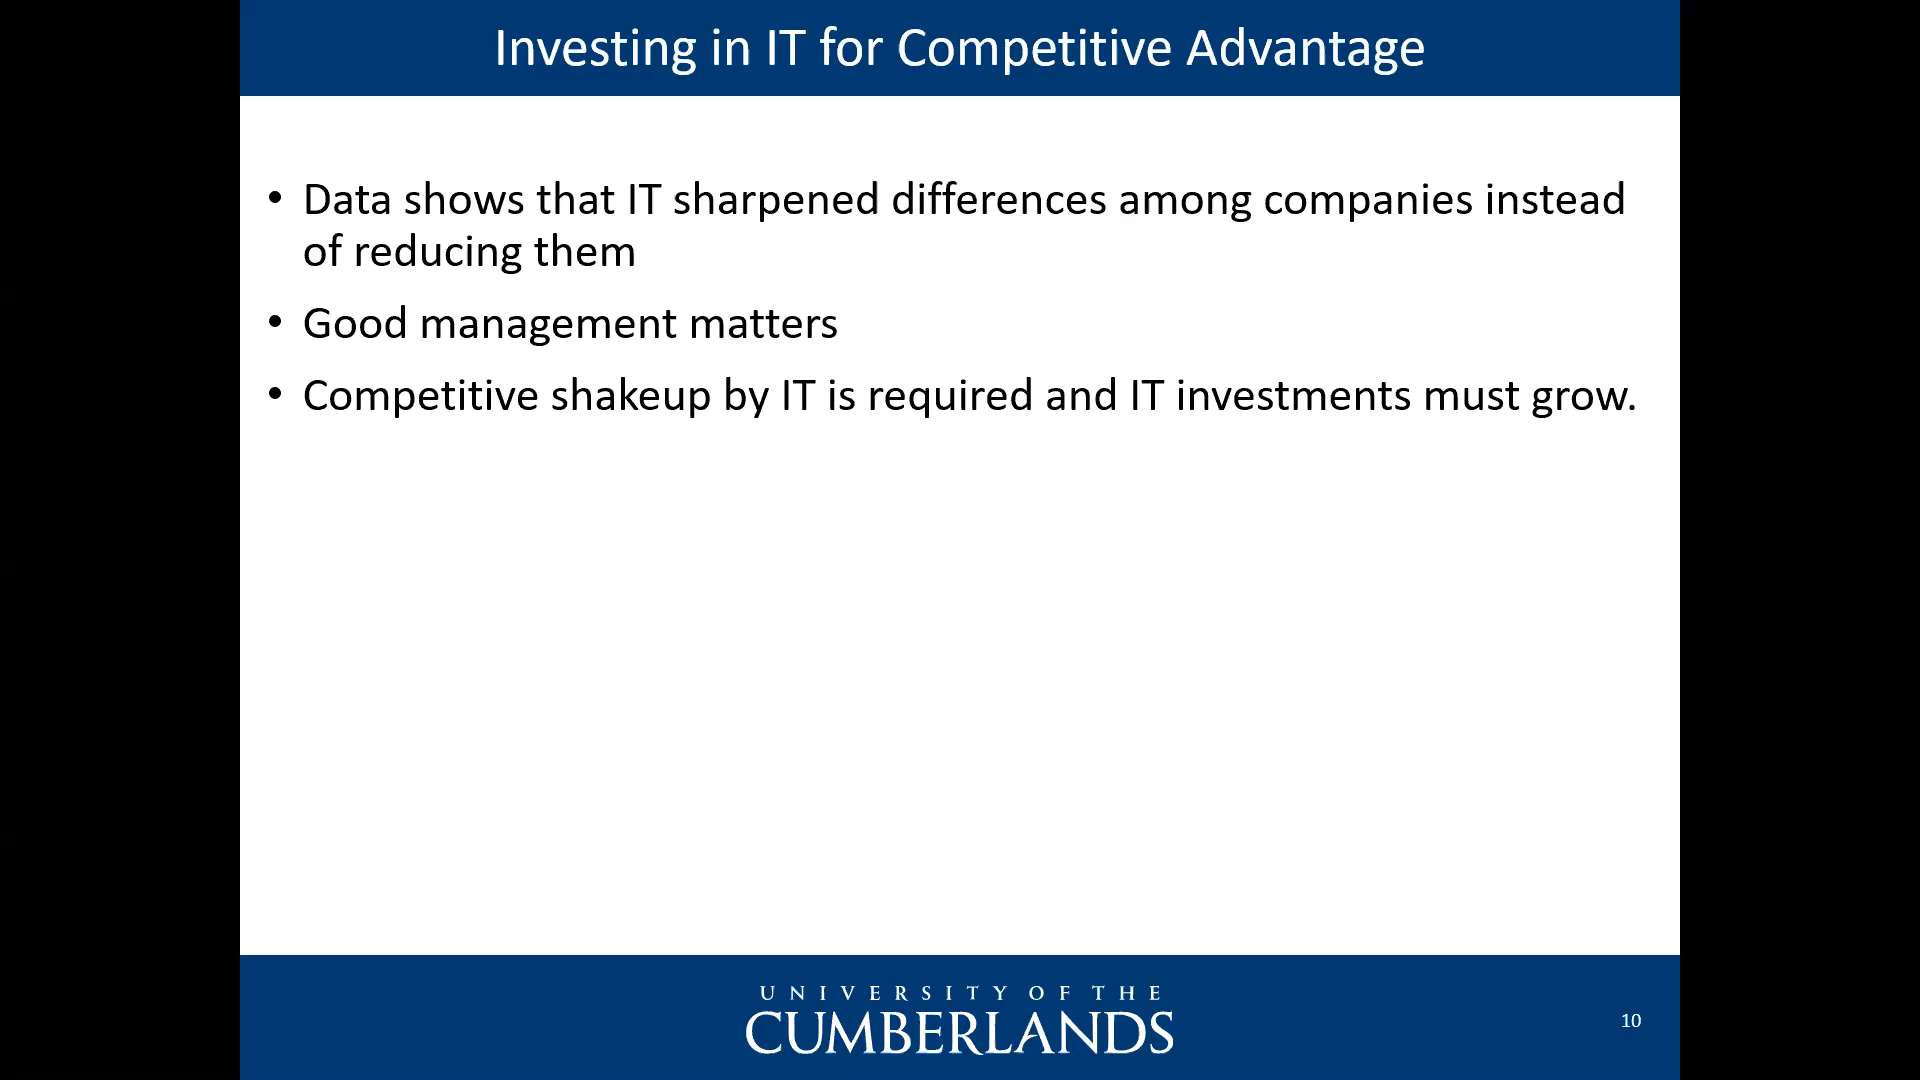 Investing in IT for Competitive Advantage
• Data shows that IT sharpened differences among companies instead
of reducing them
• Good management matters
• Competitive shakeup by IT is required and IT investments must grow.
UNIVERSITY OF THE
CUMBERLANDS
10